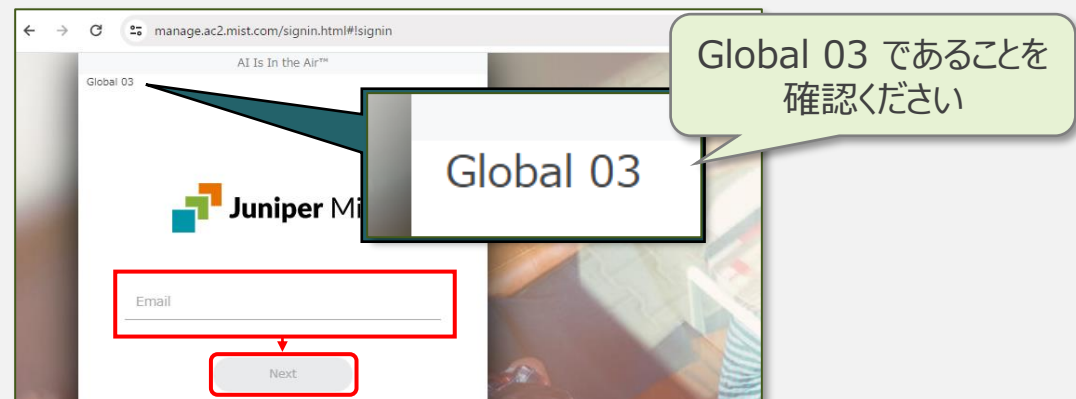 manage.ac2.mist.com/signin.html#!signin
AI Is In the Air™
Global 03
Global 03 であることを
確認ください
Global 03
Juniper Mi
Email
Next